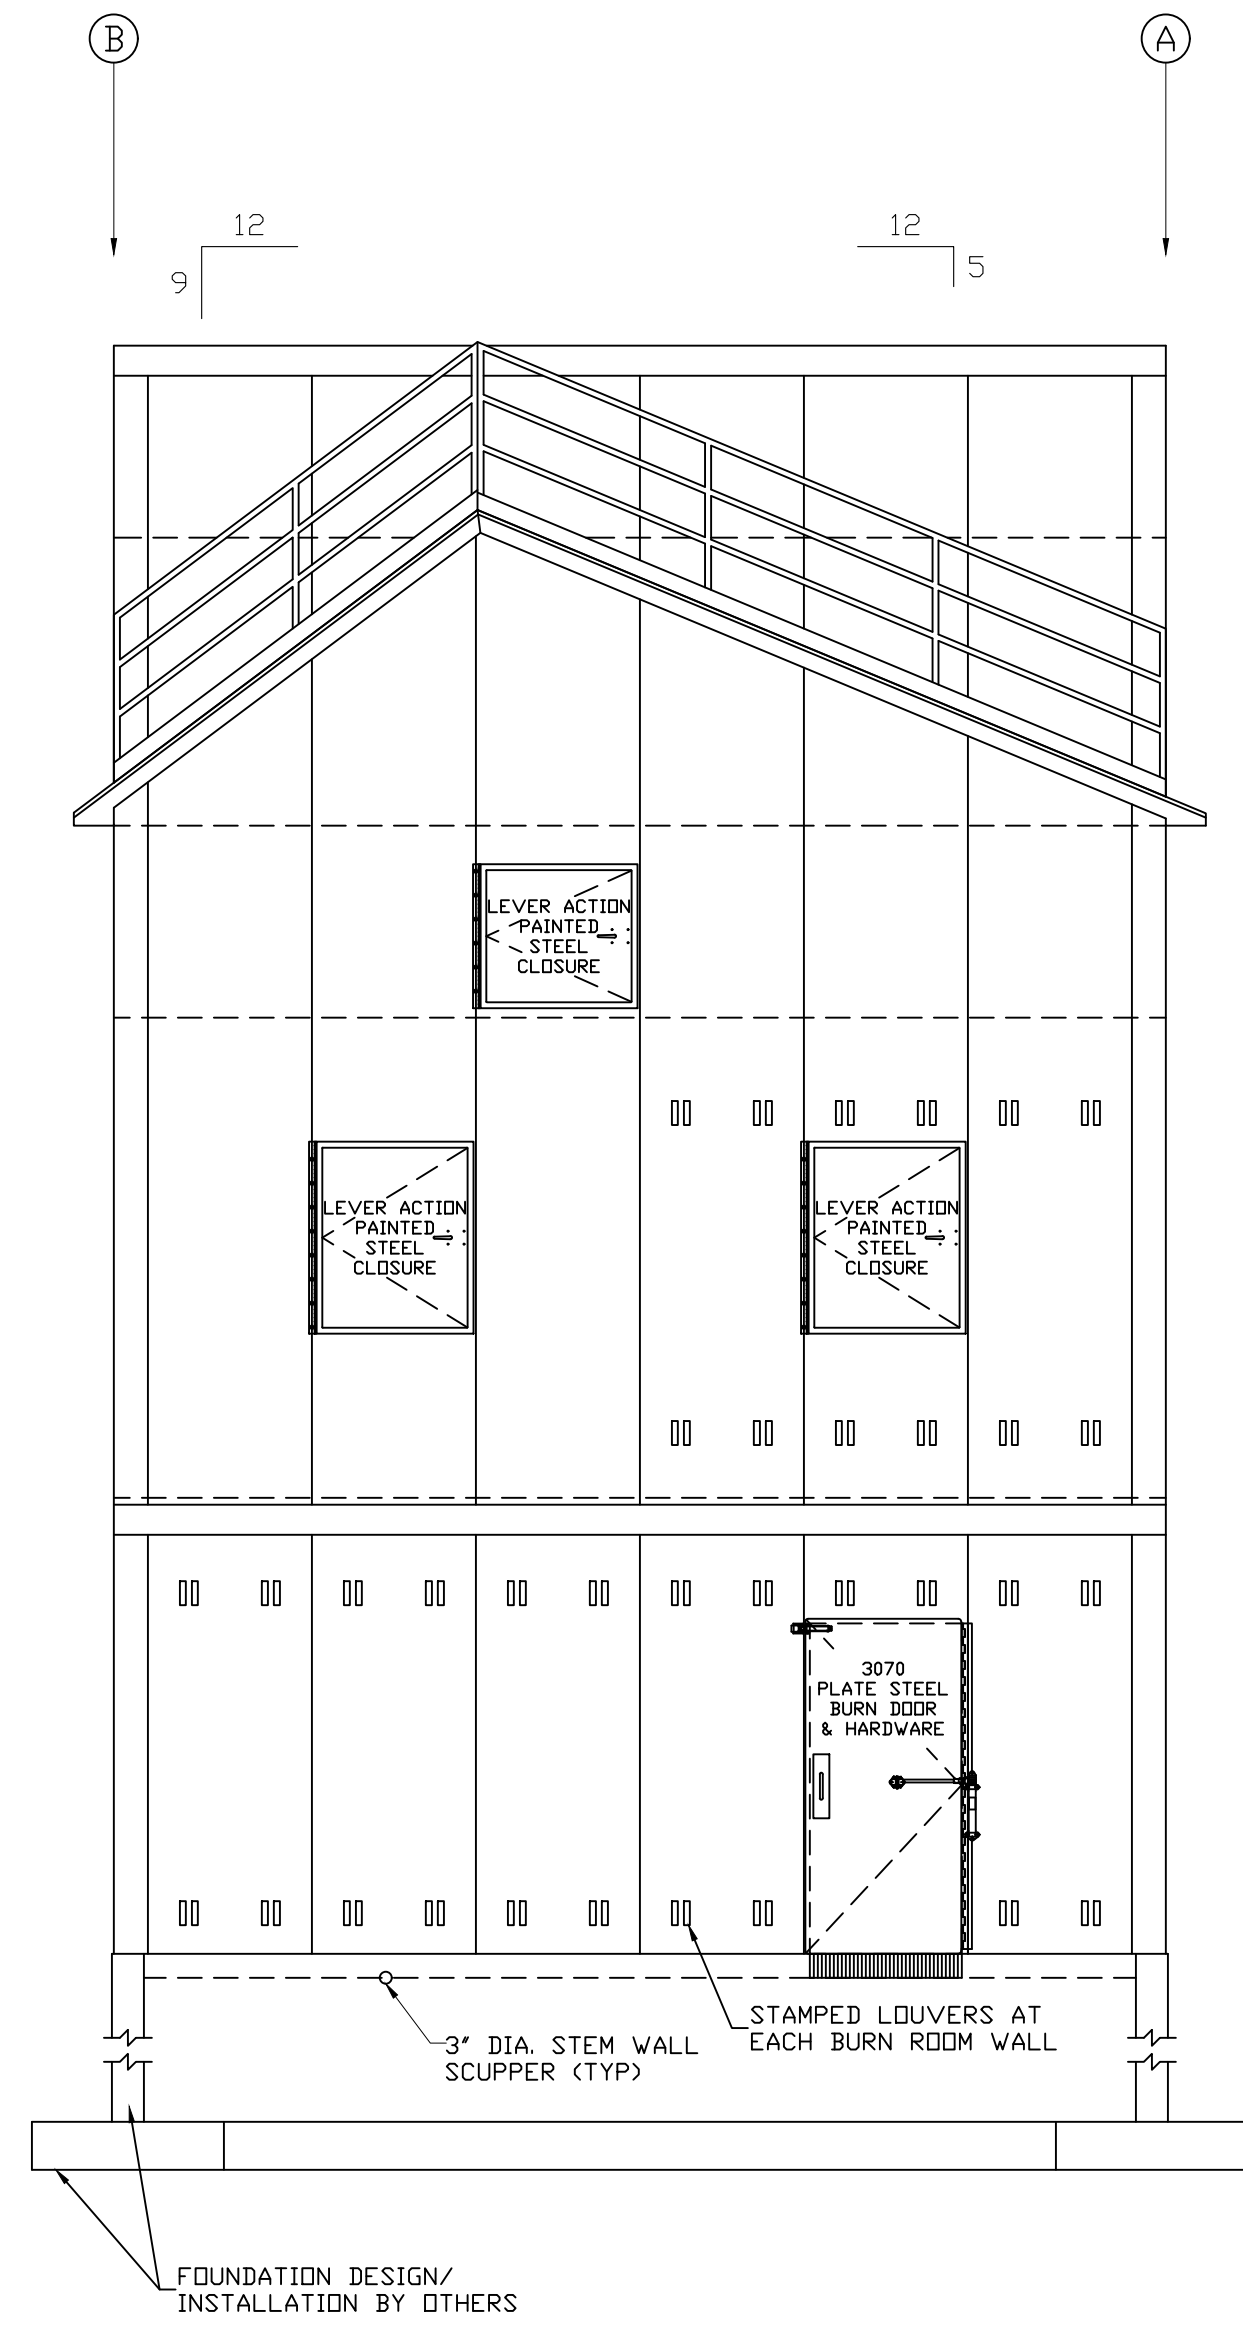 B
A
12
9
12
5
LEVER ACTION
PAINTED
STEEL
CLOSURE
LEVER ACTION
PAINTED
STEEL
CLOSURE
LEVER ACTION
PAINTED
STEEL
CLOSURE
3070
PLATE STEEL
BURN DOOR
& HARDWARE
STAMPED LOUVERS AT
EACH BURN ROOM WALL
3" DIA. STEM WALL
SCUPPER (TYP)
FOUNDATION DESIGN/
INSTALLATION BY OTHERS